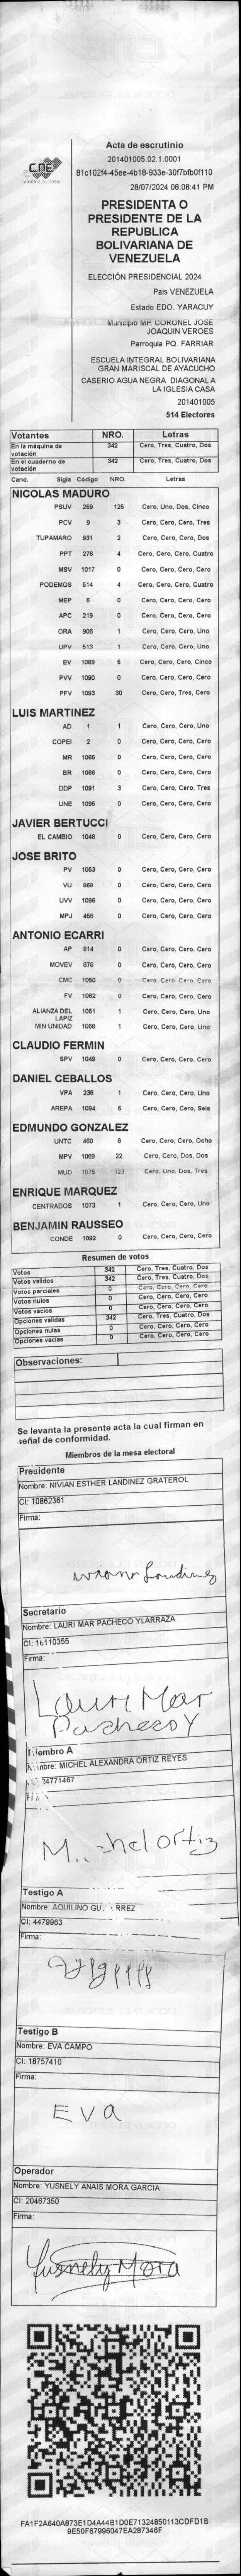 CNE
Acta de escrutinio
201401005.02.1.0001
81c102f4-45ee-4b18-933e-30f7bfb0f110
28/07/2024 08:08:41 PM
PRESIDENTA O
PRESIDENTE DE LA
REPUBLICA
BOLIVARIANA DE
VENEZUELA
ELECCIÓN PRESIDENCIAL 2024
Pais VENEZUELA
Estado EDO. YARACUY
Municipio MP. CORONEL JOSE
JOAQUIN VEROES
Parroquia PQ. FARRIAR
ESCUELA INTEGRAL BOLIVARIANA
GRAN MARISCAL DE AYACUCHO
CASERIO AGUA NEGRA DIAGONAL A
LA IGLESIA CASA
201401005
514 Electores
Votantes NRO. Letras
En la máquina de votación 342 Cero, Tres, Cuatro, Dos
En el cuaderno de votación 342 Cero, Tres, Cuatro, Dos
Cand. Sigla Código NRO. Letras
NICOLAS MADURO
PSUV 269 125 Cero, Uno, Dos, Cinco
PCV 9 3 Cero, Cero, Cero, Tres
TUPAMARO 931 2 Cero, Cero, Cero, Dos
PPT 276 4 Cero, Cero, Cero, Cuatro
MSV 1017 0 Cero, Cero, Cero, Cero
PODEMOS 514 4 Cero, Cero, Cero, Cuatro
MEP 6 0 Cero, Cero, Cero, Cero
APC 219 0 Cero, Cero, Cero, Cero
ORA 906 1 Cero, Cero, Cero, Uno
UPV 513 1 Cero, Cero, Cero, Uno
EV 1089 5 Cero, Cero, Cero, Cinco
PVV 1090 0 Cero, Cero, Cero, Cero
PFV 1093 30 Cero, Cero, Tres, Cero
LUIS MARTINEZ
AD 1 1 Cero, Cero, Cero, Uno
COPEI 2 0 Cero, Cero, Cero, Cero
MR 1065 0 Cero, Cero, Cero, Cero
BR 1066 0 Cero, Cero, Cero, Cero
DDP 1091 3 Cero, Cero, Cero, Tres
UNE 1095 0 Cero, Cero, Cero, Cero
JAVIER BERTUCCI
EL CAMBIO 1048 0 Cero, Cero, Cero, Cero
JOSE BRITO
PV 1053 0 Cero, Cero, Cero, Cero
VU 868 0 Cero, Cero, Cero, Cero
UVV 1096 0 Cero, Cero, Cero, Cero
MPJ 456 0 Cero, Cero, Cero, Cero
ANTONIO ECARRI
AP 814 0 Cero, Cero, Cero, Cero
MOVEV 978 0 Cero, Cero, Cero, Cero
CMC 1050 0 Cero, Cero, Cero, Cero
FV 1062 0 Cero, Cero, Cero, Cero
ALIANZA DEL LAPIZ 1051 1 Cero, Cero, Cero, Uno
MIN UNIDAD 1068 1 Cero, Cero, Cero, Uno
CLAUDIO FERMIN
SPV 1049 0 Cero, Cero, Cero, Cero
DANIEL CEBALLOS
VPA 236 1 Cero, Cero, Cero, Uno
AREPA 1094 6 Cero, Cero, Cero, Seis
EDMUNDO GONZALEZ
UNTC 460 8 Cero, Cero, Cero, Ocho
MPV 1069 22 Cero, Cero, Dos, Dos
MUD 1075 123 Cero, Uno, Dos, Tres
ENRIQUE MARQUEZ
CENTRADOS 1073 1 Cero, Cero, Cero, Uno
BENJAMIN RAUSSEO
CONDE 1092 0 Cero, Cero, Cero, Cero
Resumen de votos
Votos 342 Cero, Tres, Cuatro, Dos
Votos validos 342 Cero, Tres, Cuatro, Dos
Votos parciales 0 Cero, Cero, Cero, Cero
Votos nulos 0 Cero, Cero, Cero, Cero
Votos vacios 0 Cero, Cero, Cero, Cero
Opciones validas 342 Cero, Tres, Cuatro, Dos
Opciones nulas 0 Cero, Cero, Cero, Cero
Opciones vacias 0 Cero, Cero, Cero, Cero
Observaciones:
Se levanta la presente acta la cual firman en
señal de conformidad.
Miembros de la mesa electoral
Presidente
Nombre: NIVIAN ESTHER LANDINEZ GRATEROL
CI: 10862361
Firma:
Landinez
Secretario
Nombre: LAURI MAR PACHECO YLARRAZA
CI: 16110355
Firma:
Lauri Mar
Pacheco Y
Miembro A
Nombre: MICHEL ALEXANDRA ORTIZ REYES
24771467
Michel Ortiz
Testigo A
Nombre: AQUILINO
CI: 4479963
Firma:
Testigo B
Nombre: EVA CAMPO
CI: 18757410
Firma:
Eva
Operador
Nombre: YUSNELY ANAIS MORA GARCIA
CI: 20467350
Firma:
Yusnely Mora
FA1F2A640A873E1D4A44B1D0E71324850113CDFD1B
9E50F67996047EA287346F